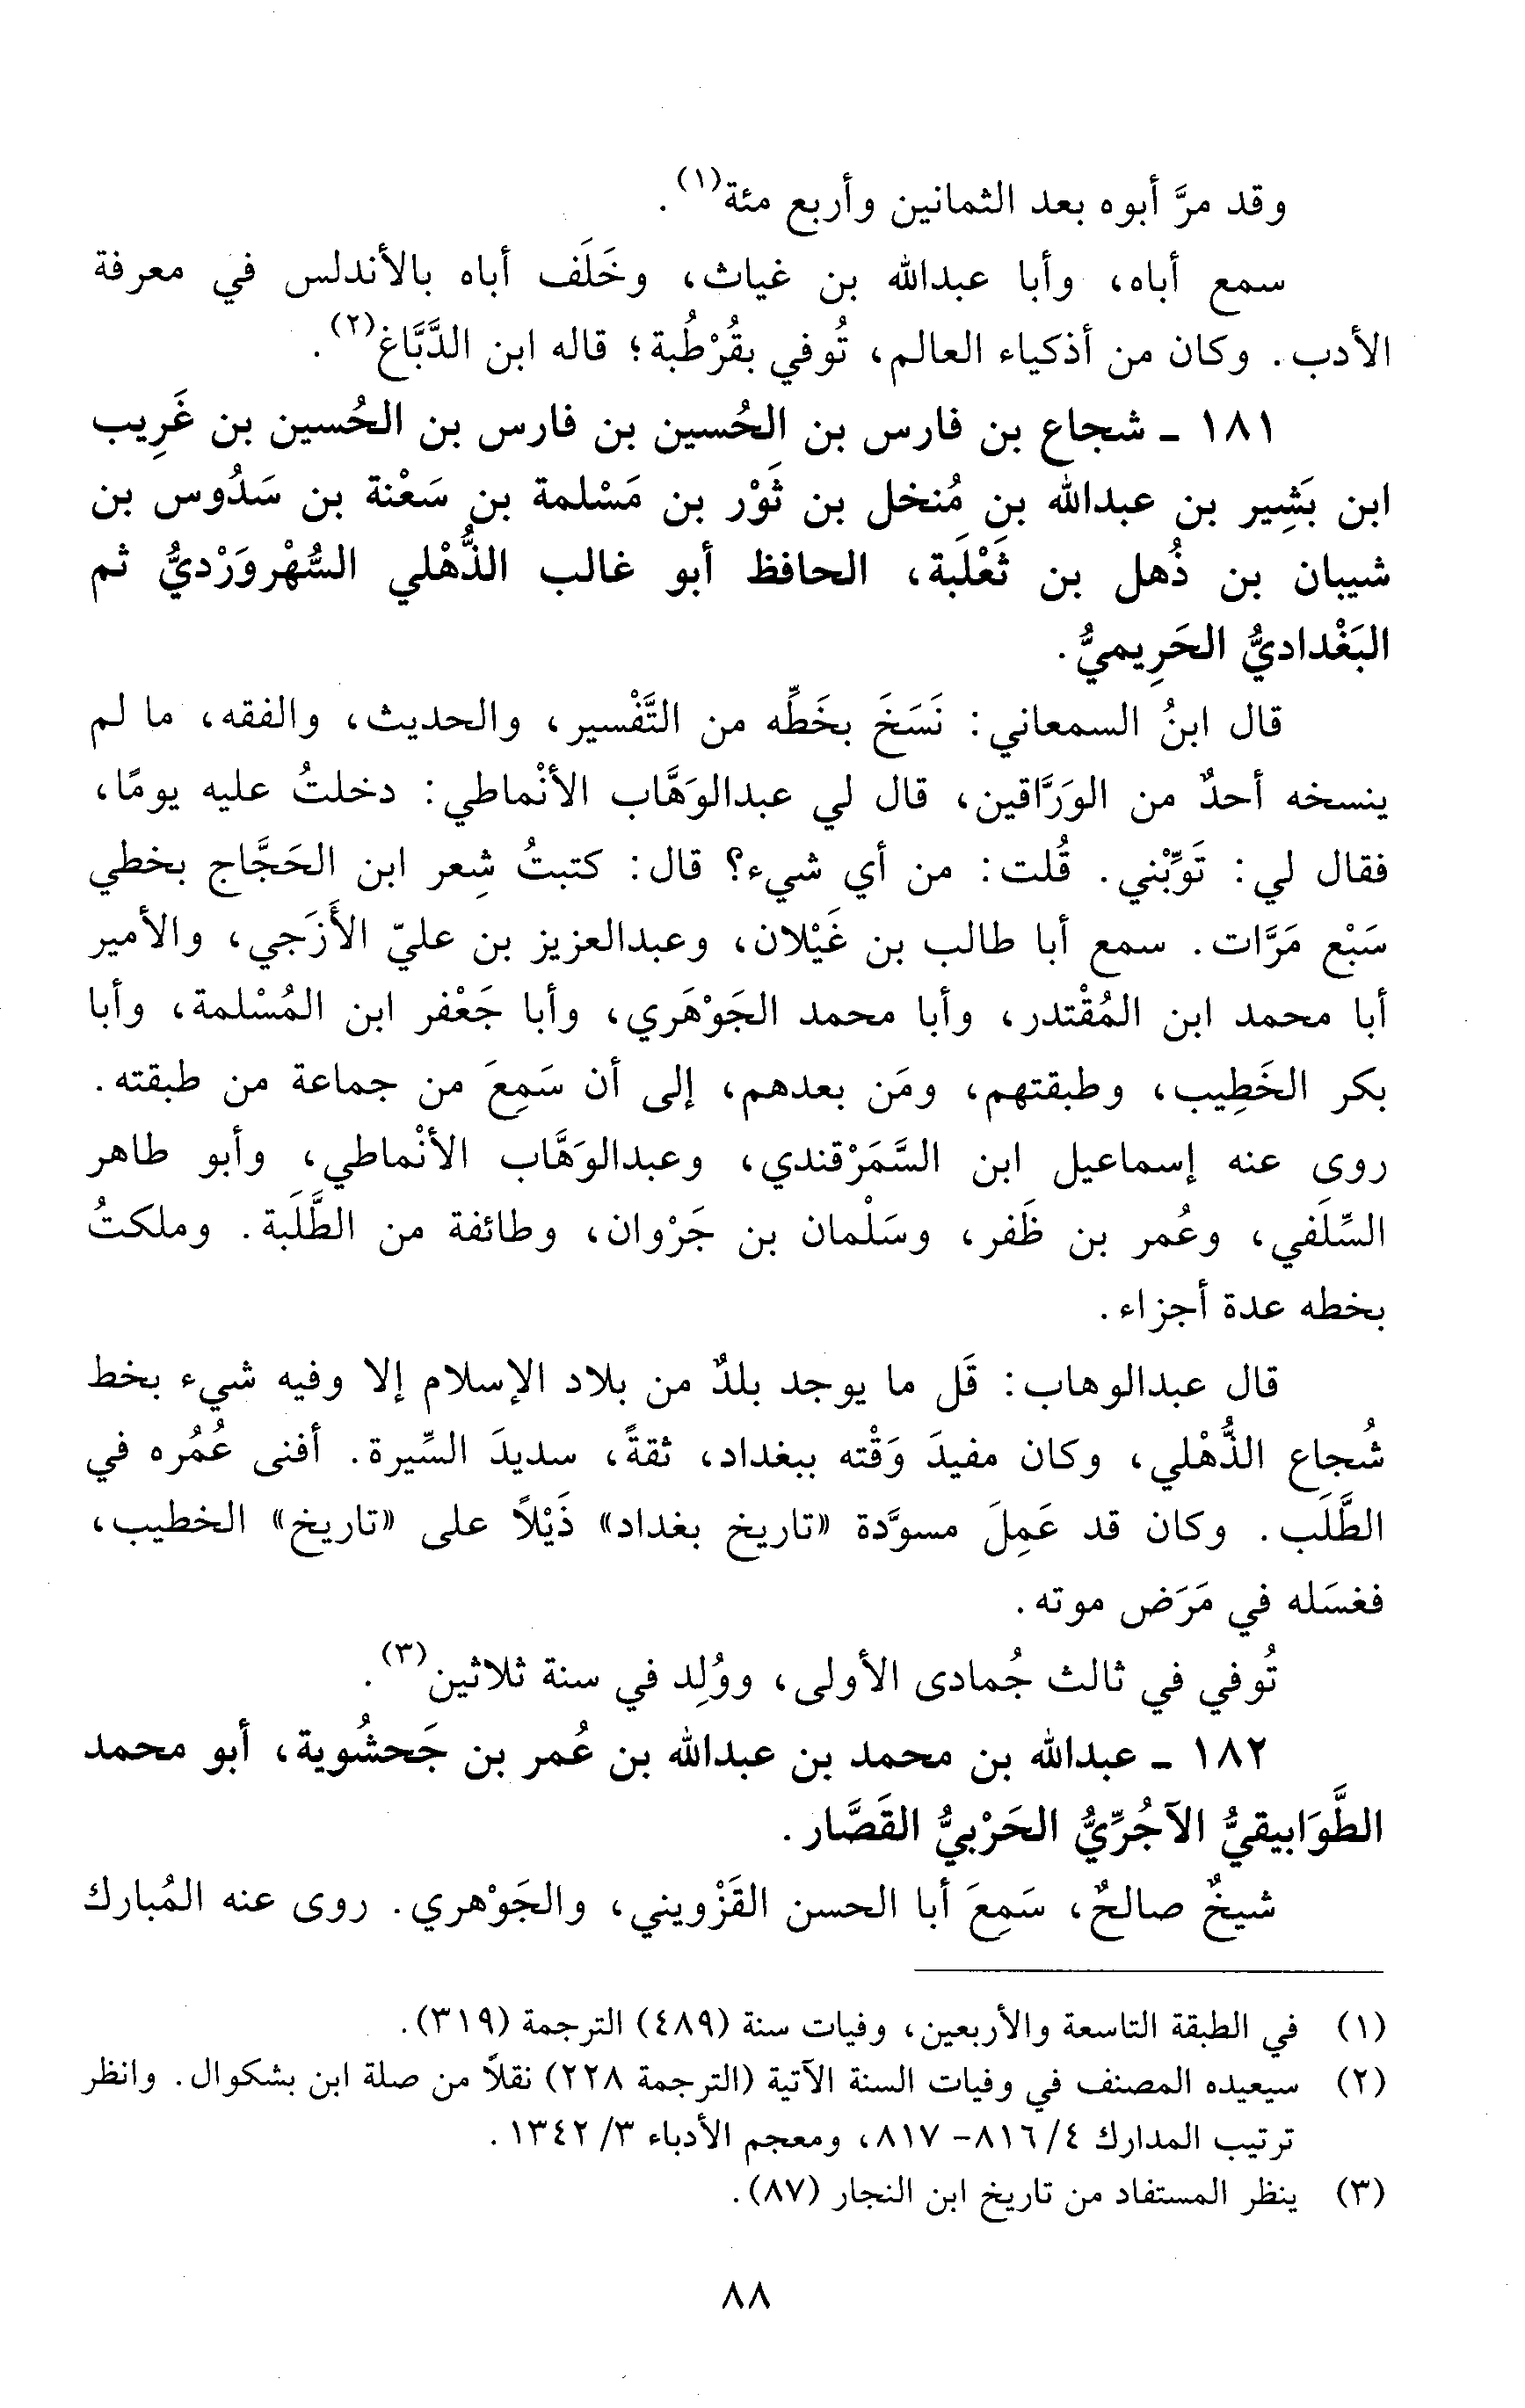 وقد مرَّ أبوه بعد الثمانين وأربع مئة(١).
سمع أباه، وأبا عبدالله بن غياث، وخَلَف أباه بالأندلس في معرفة
الأدب. وكان من أذكياء العالم، تُوفي بقُرْطُبة؛ قاله ابن الدَّبَّاغ(٢).
١٨١ ـ شجاع بن فارس بن الحُسين بن فارس بن الحُسين بن غَرِيب
ابن بَشِير بن عبدالله بن مُنخل بن ثَوْر بن مَسْلمة بن سَعْنة بن سَدُوس بن
شيبان بن ذُهل بن ثَعْلَبة، الحافظ أبو غالب الذُّهْلي السُّهْروَرْديُّ ثم
البَغْداديُّ الحَرِيميُّ.
قال ابنُ السمعاني: نَسَخَ بخَطِّه من التَّفْسير، والحديث، والفقه، ما لم
ينسخه أحدٌ من الورَّاقين، قال لي عبدالوَهَّاب الأنْماطي: دخلتُ عليه يومًا،
فقال لي: تَوِّبْني. قُلت: من أي شيء؟ قال: كتبتُ شِعر ابن الحَجَّاج بخطي
سَبْع مَرَّات. سمع أبا طالب بن غَيْلان، وعبدالعزيز بن عليّ الأَزَجي، والأمير
أبا محمد ابن المُقْتدر، وأبا محمد الجَوْهَري، وأبا جَعْفر ابن المُسْلمة، وأبا
بكر الخَطِيب، وطبقتهم، ومَن بعدهم، إلى أن سَمِعَ من جماعة من طبقته.
روى عنه إسماعيل ابن السَّمَرْقندي، وعبدالوَهَّاب الأنْماطي، وأبو طاهر
السِّلَفي، وعُمر بن ظَفر، وسَلْمان بن جَرْوان، وطائفة من الطَّلَبة. وملكتُ
بخطه عدة أجزاء.
قال عبدالوهاب: قَل ما يوجد بلدٌ من بلاد الإسلام إلا وفيه شيء بخط
شُجاع الذُّهْلي، وكان مفيدَ وَقْته ببغداد، ثقةً، سديدَ السِّيرة. أفنى عُمُره في
الطَّلَب. وكان قد عَمِلَ مسوَّدة «تاريخ بغداد» ذَيْلاً على «تاريخ» الخطيب،
فغسَله في مَرَض موته.
تُوفي في ثالث جُمادى الأولى، ووُلِد في سنة ثلاثين(٣).
١٨٢ ـ عبدالله بن محمد بن عبدالله بن عُمر بن جَحشُوية، أبو محمد
الطَّوَابيقيُّ الآجُرِّيُّ الحَرْبيُّ القَصَّار.
شيخٌ صالحٌ، سَمِعَ أبا الحسن القَزْويني، والجَوْهري. روى عنه المُبارك
(١) في الطبقة التاسعة والأربعين، وفيات سنة (٤٨٩) الترجمة (٣١٩).
(٢) سيعيده المصنف في وفيات السنة الآتية (الترجمة ٢٢٨) نقلاً من صلة ابن بشكوال. وانظر
ترتيب المدارك ٤/ ٨١٦- ٨١٧، ومعجم الأدباء ٣/ ١٣٤٢.
(٣) ينظر المستفاد من تاريخ ابن النجار (٨٧).
٨٨